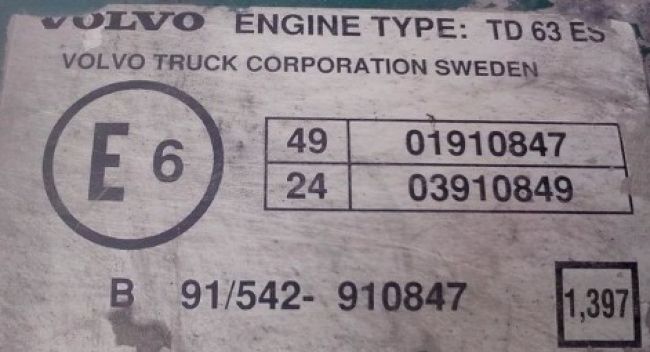 VOLVO ENGINE TYPE: TD 63 ES
VOLVO TRUCK CORPORATION SWEDEN
E 6
49 01910847
24 03910849
B 91/542- 910847
1,397